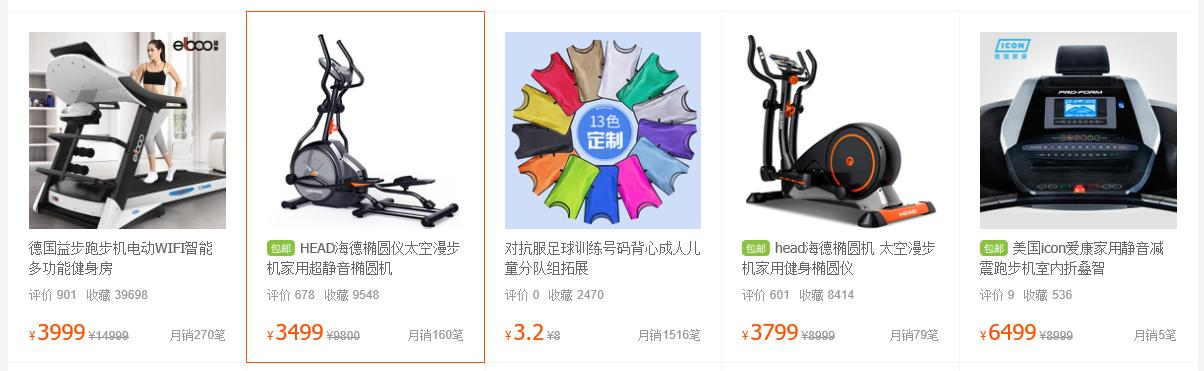 elboo
elboo
德国益步跑步机电动WIFI智能
多功能健身房
评价 901 收藏 39698
¥3999 ¥14999 月销270笔
包邮 HEAD海德椭圆仪太空漫步
机家用超静音椭圆机
评价 678 收藏 9548
¥3499 ¥9800 月销160笔
13色
定制
对抗服足球训练号码背心成人儿
童分队组拓展
评价 0 收藏 2470
¥3.2 ¥8 月销1516笔
HEAD
包邮 head海德椭圆机 太空漫步
机家用健身椭圆仪
评价 601 收藏 8414
¥3799 ¥8999 月销79笔
ICON
PRO-FORM
包邮 美国icon爱康家用静音减
震跑步机室内折叠智
评价 9 收藏 536
¥6499 ¥8999 月销5笔